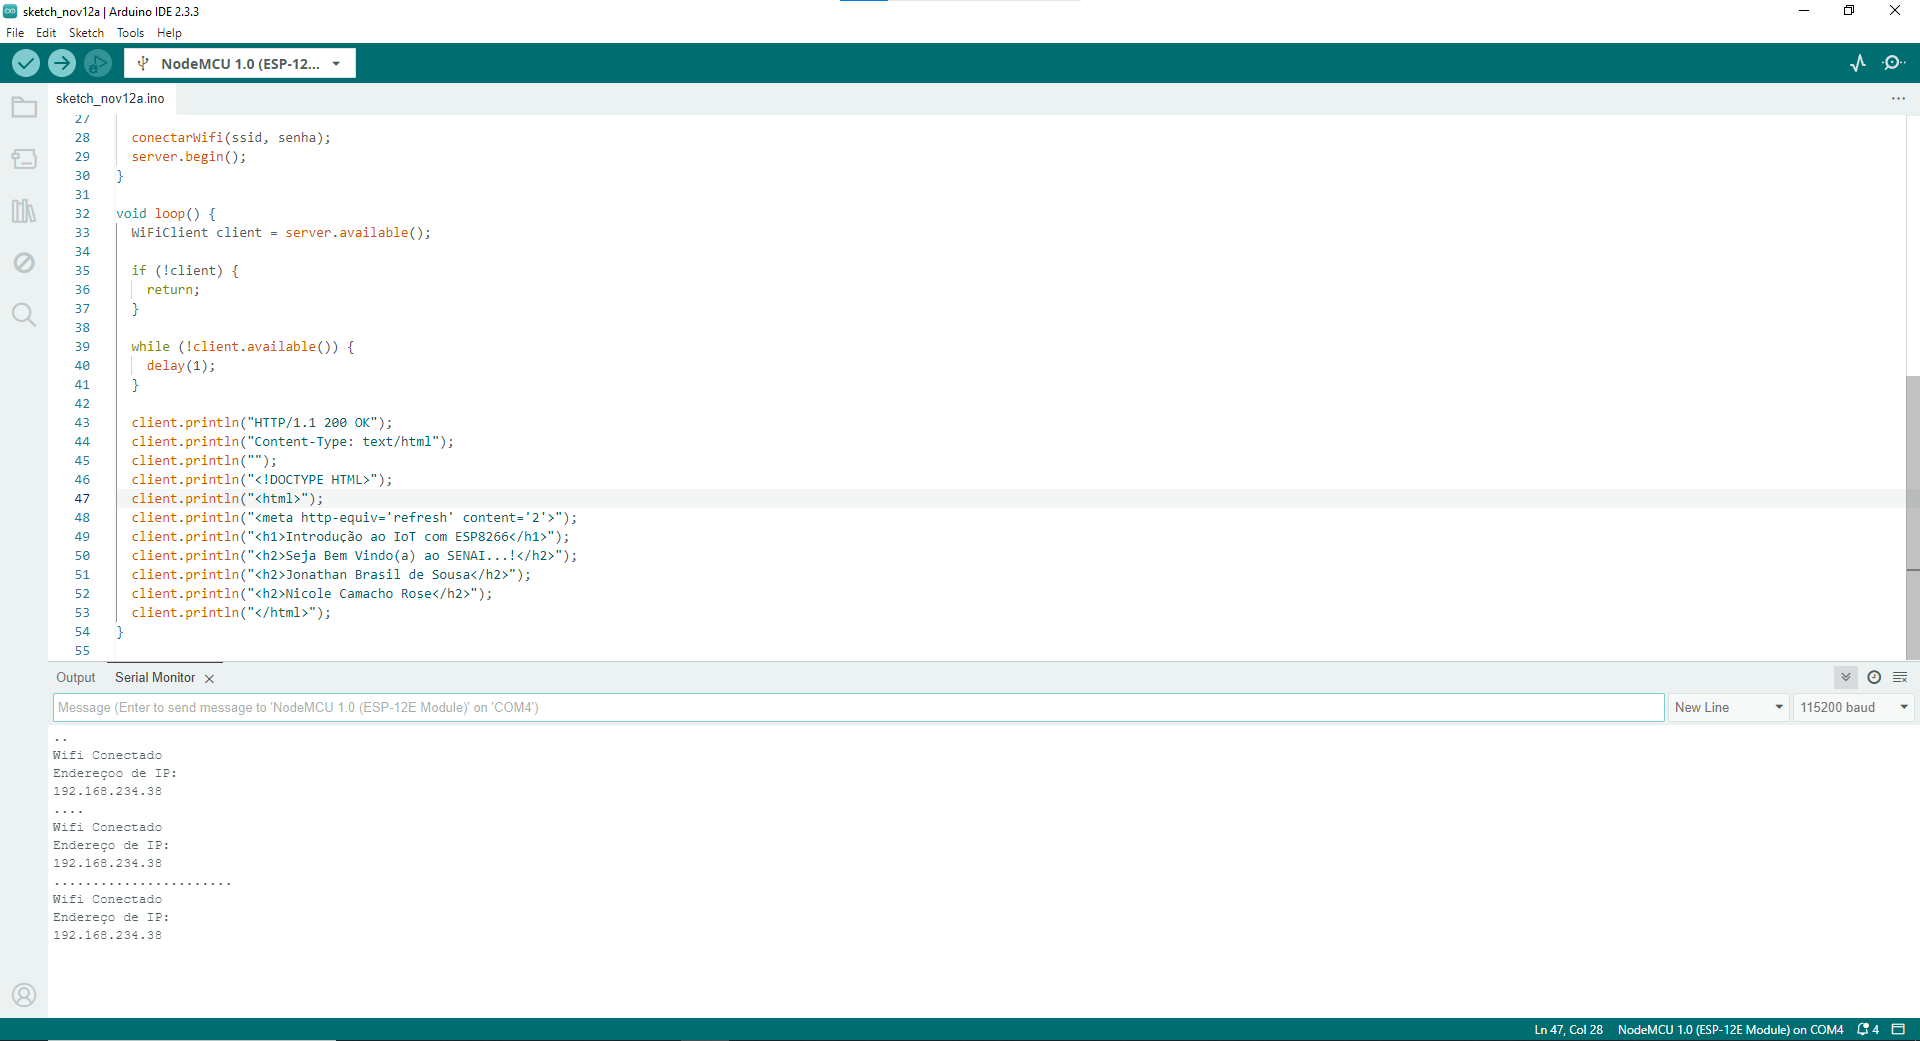 sketch_nov12a | Arduino IDE 2.3.3
File Edit Sketch Tools Help
NodeMCU 1.0 (ESP-12...
sketch_nov12a.ino
27
28 conectarWifi(ssid, senha);
29 server.begin();
30 }
31
32 void loop() {
33 WiFiClient client = server.available();
34
35 if (!client) {
36 return;
37 }
38
39 while (!client.available()) {
40 delay(1);
41 }
42
43 client.println("HTTP/1.1 200 OK");
44 client.println("Content-Type: text/html");
45 client.println("");
46 client.println("<!DOCTYPE HTML>");
47 client.println("<html>");
48 client.println("<meta http-equiv='refresh' content='2'>");
49 client.println("<h1>Introdução ao IoT com ESP8266</h1>");
50 client.println("<h2>Seja Bem Vindo(a) ao SENAI...!</h2>");
51 client.println("<h2>Jonathan Brasil de Sousa</h2>");
52 client.println("<h2>Nicole Camacho Rose</h2>");
53 client.println("</html>");
54 }
55
Output Serial Monitor
Message (Enter to send message to 'NodeMCU 1.0 (ESP-12E Module)' on 'COM4') New Line 115200 baud
..
Wifi Conectado
Endereçoo de IP:
192.168.234.38
....
Wifi Conectado
Endereço de IP:
192.168.234.38
.......................
Wifi Conectado
Endereço de IP:
192.168.234.38
Ln 47, Col 28 NodeMCU 1.0 (ESP-12E Module) on COM4 4